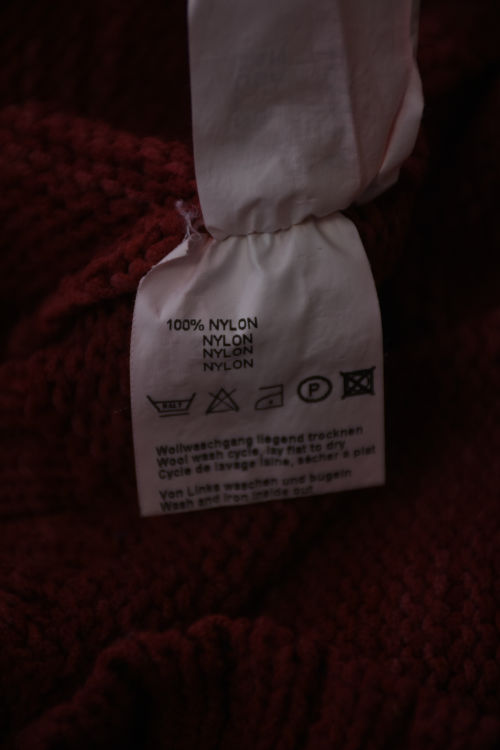 100% NYLON
NYLON
NYLON
NYLON
P
Wollwaschgang liegend trocknen
Wool wash cycle, lay flat to dry
Cycle de lavage laine, sécher à plat
Von Links waschen und bügeln
Wash and iron inside out